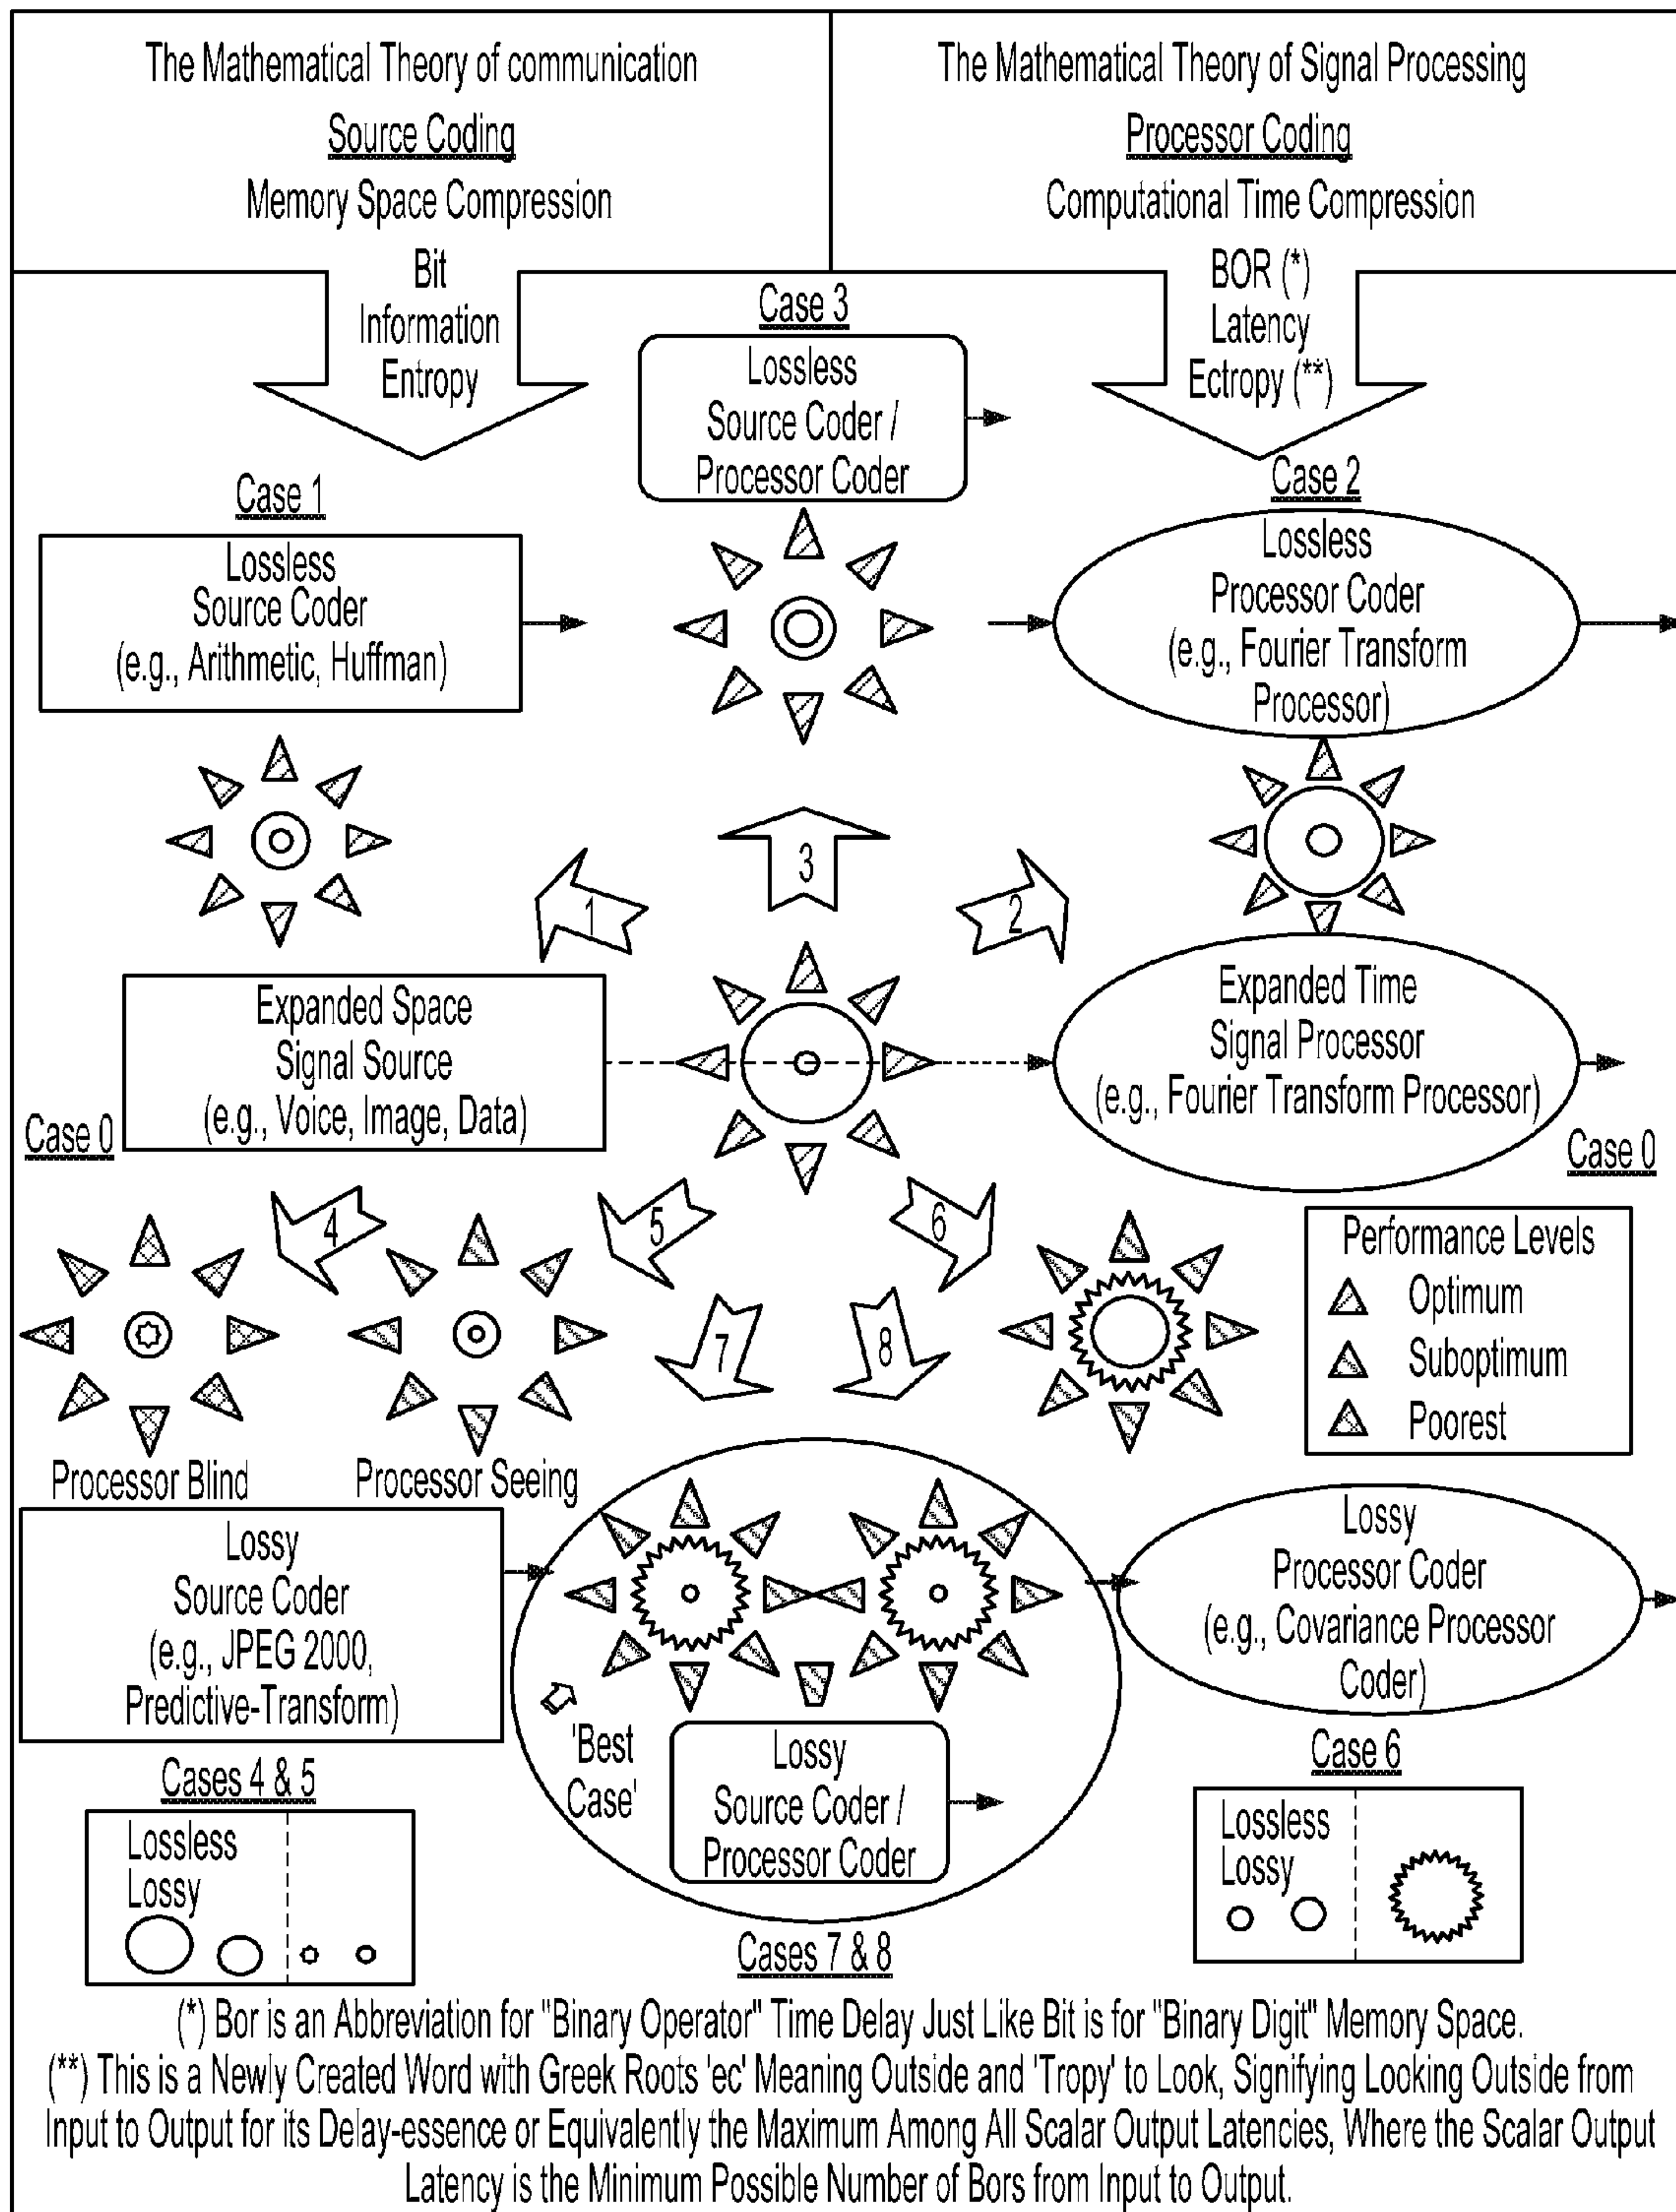 The Mathematical Theory of communication
Source Coding
Memory Space Compression
Bit
Information
Entropy
The Mathematical Theory of Signal Processing
Processor Coding
Computational Time Compression
BOR (*)
Latency
Ectropy (**)
Case 3
Lossless
Source Coder /
Processor Coder
Case 1
Lossless
Source Coder
(e.g., Arithmetic, Huffman)
Case 2
Lossless
Processor Coder
(e.g., Fourier Transform
Processor)
1
3
2
Expanded Space
Signal Source
(e.g., Voice, Image, Data)
Case 0
Expanded Time
Signal Processor
(e.g., Fourier Transform Processor)
Case 0
4
5
6
7
8
Performance Levels
Optimum
Suboptimum
Poorest
Processor Blind
Processor Seeing
Lossy
Source Coder
(e.g., JPEG 2000,
Predictive-Transform)
Cases 4 & 5
Lossless
Lossy
'Best
Case'
Lossy
Source Coder /
Processor Coder
Cases 7 & 8
Lossy
Processor Coder
(e.g., Covariance Processor
Coder)
Case 6
Lossless
Lossy
(*) Bor is an Abbreviation for "Binary Operator" Time Delay Just Like Bit is for "Binary Digit" Memory Space.
(**) This is a Newly Created Word with Greek Roots 'ec' Meaning Outside and 'Tropy' to Look, Signifying Looking Outside from
Input to Output for its Delay-essence or Equivalently the Maximum Among All Scalar Output Latencies, Where the Scalar Output
Latency is the Minimum Possible Number of Bors from Input to Output.